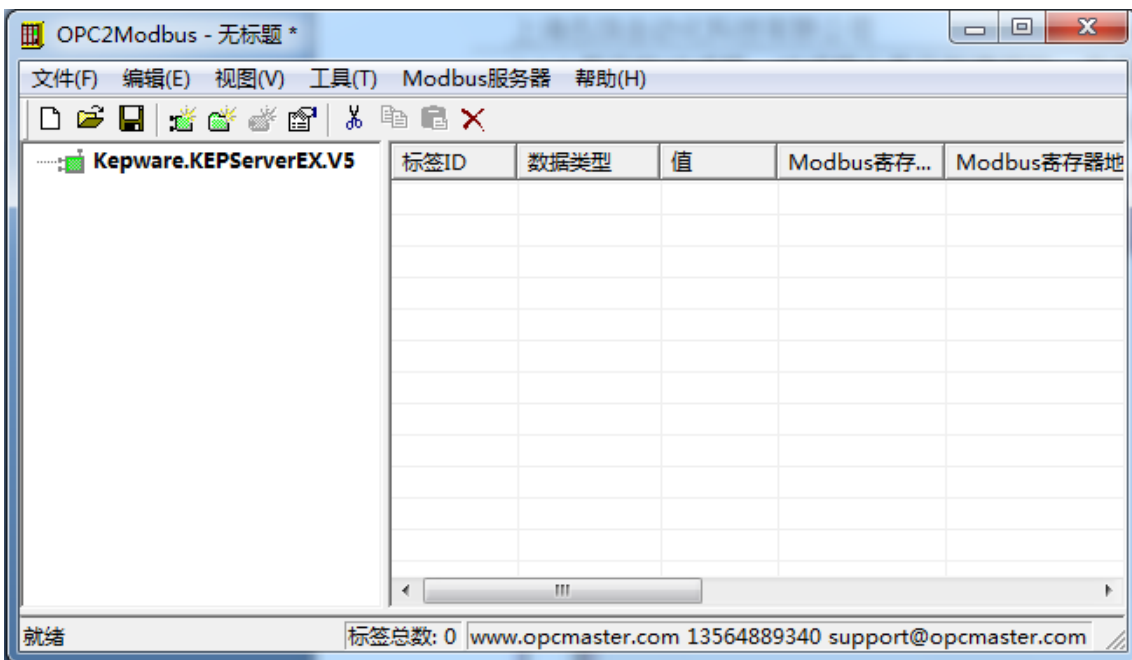 OPC2Modbus - 无标题 *
文件(F) 编辑(E) 视图(V) 工具(T) Modbus服务器 帮助(H)
Kepware.KEPServerEX.V5
标签ID 数据类型 值 Modbus寄存... Modbus寄存器地
就绪 标签总数: 0 www.opcmaster.com 13564889340 support@opcmaster.com